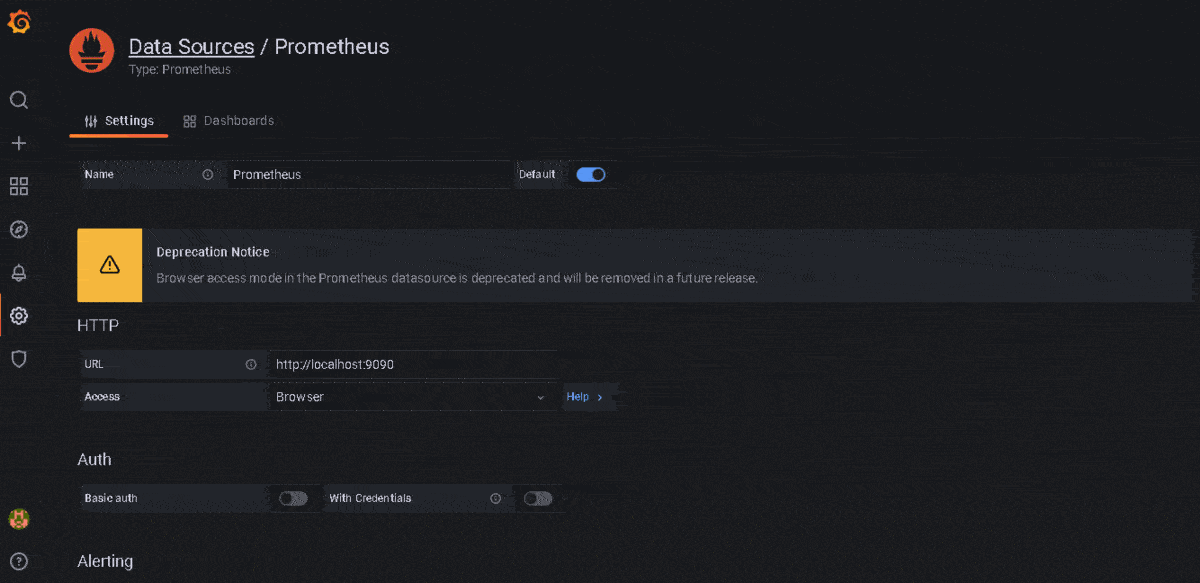 Data Sources / Prometheus
Type: Prometheus
Settings Dashboards
Name Prometheus Default
Deprecation Notice
Browser access mode in the Prometheus datasource is deprecated and will be removed in a future release.
HTTP
URL http://localhost:9090
Access Browser Help
Auth
Basic auth With Credentials
Alerting